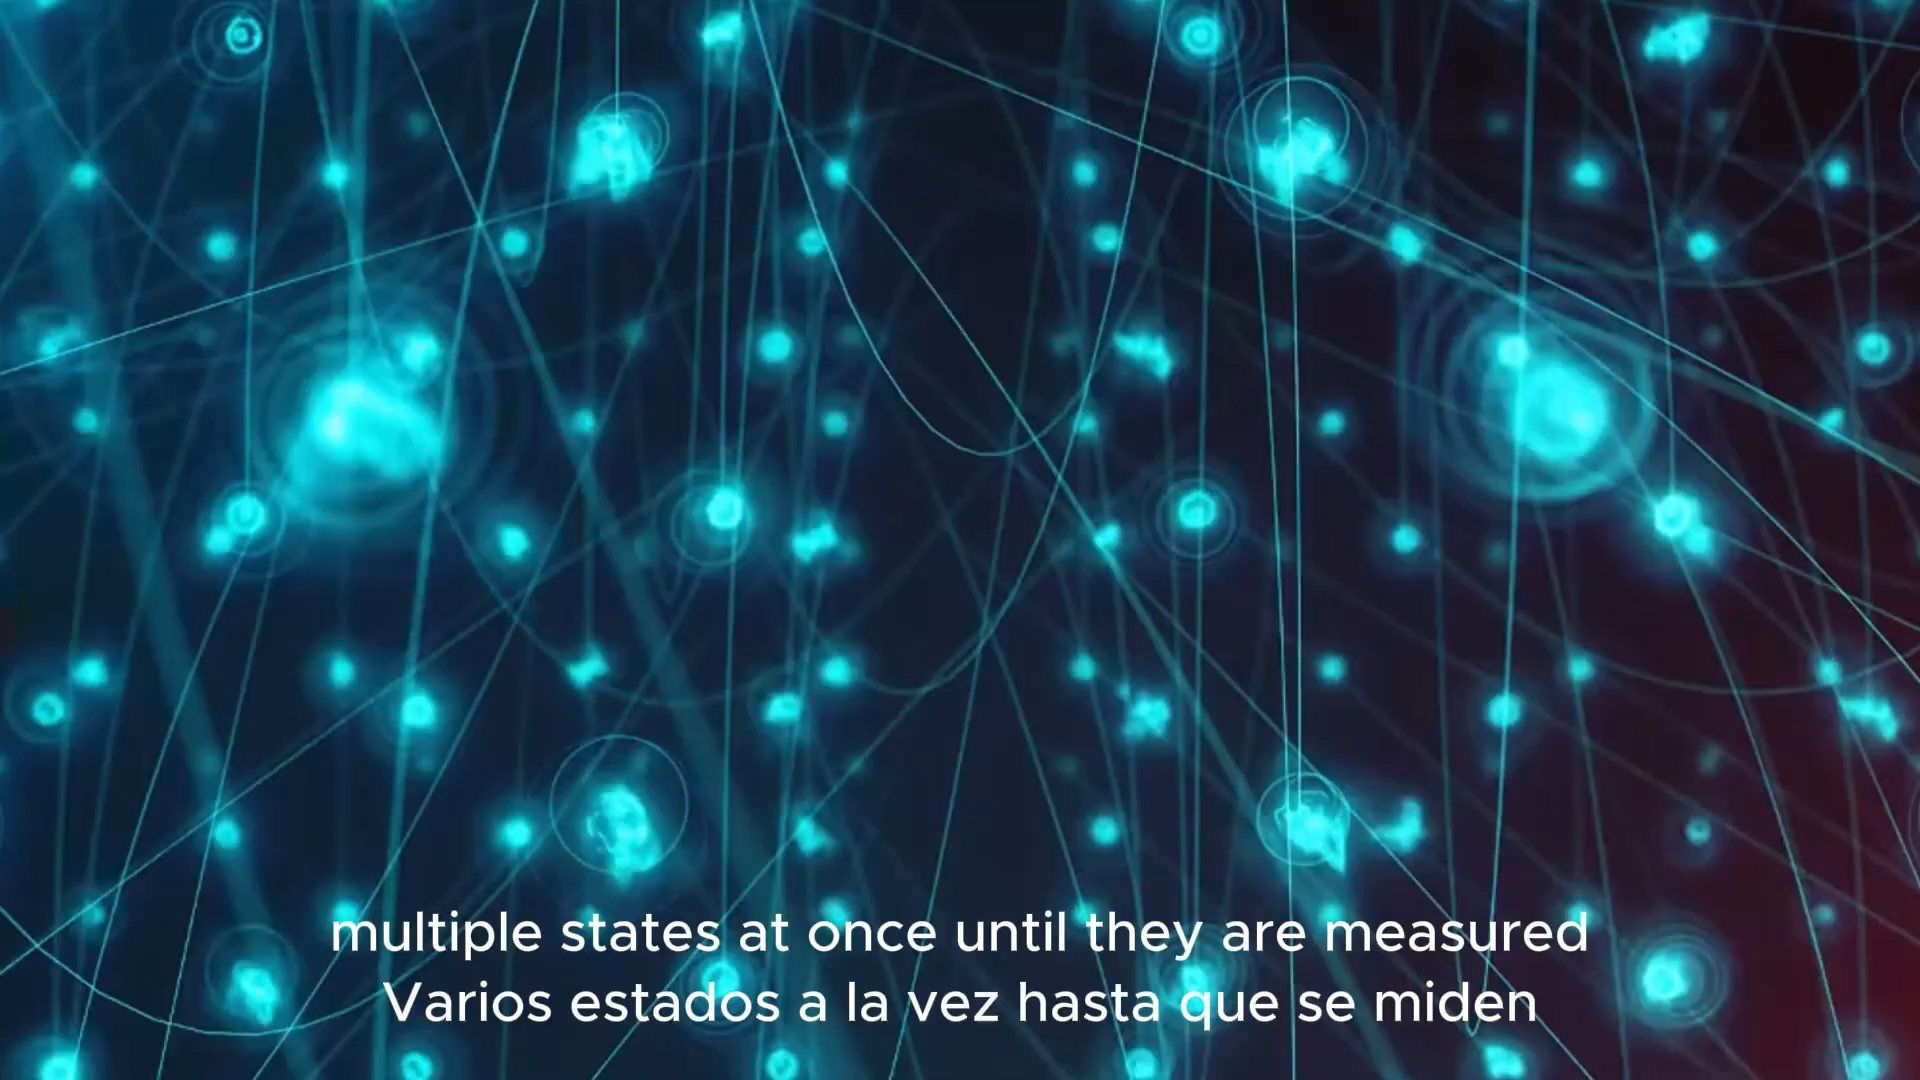 multiple states at once until they are measured
Varios estados a la vez hasta que se miden